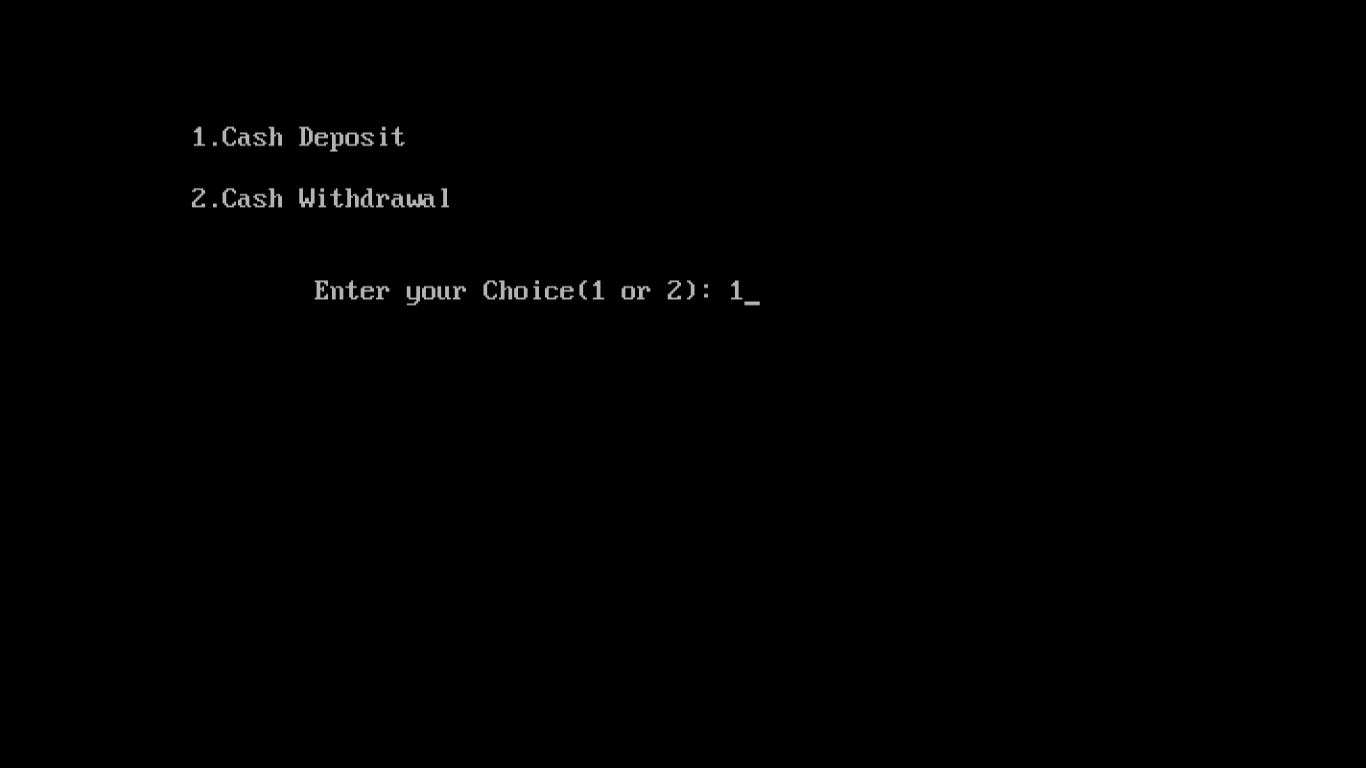 1.Cash Deposit
2.Cash Withdrawal
Enter your Choice(1 or 2): 1_